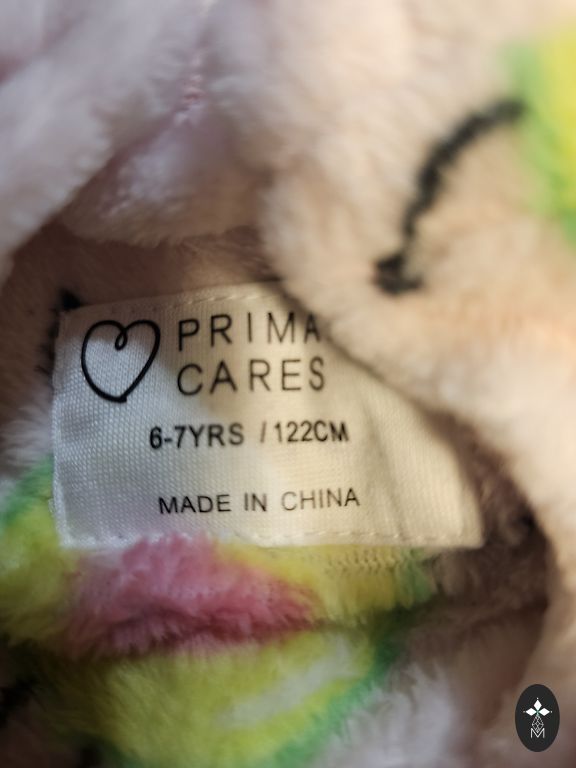 PRIMA
CARES
6-7YRS / 122CM
MADE IN CHINA
M